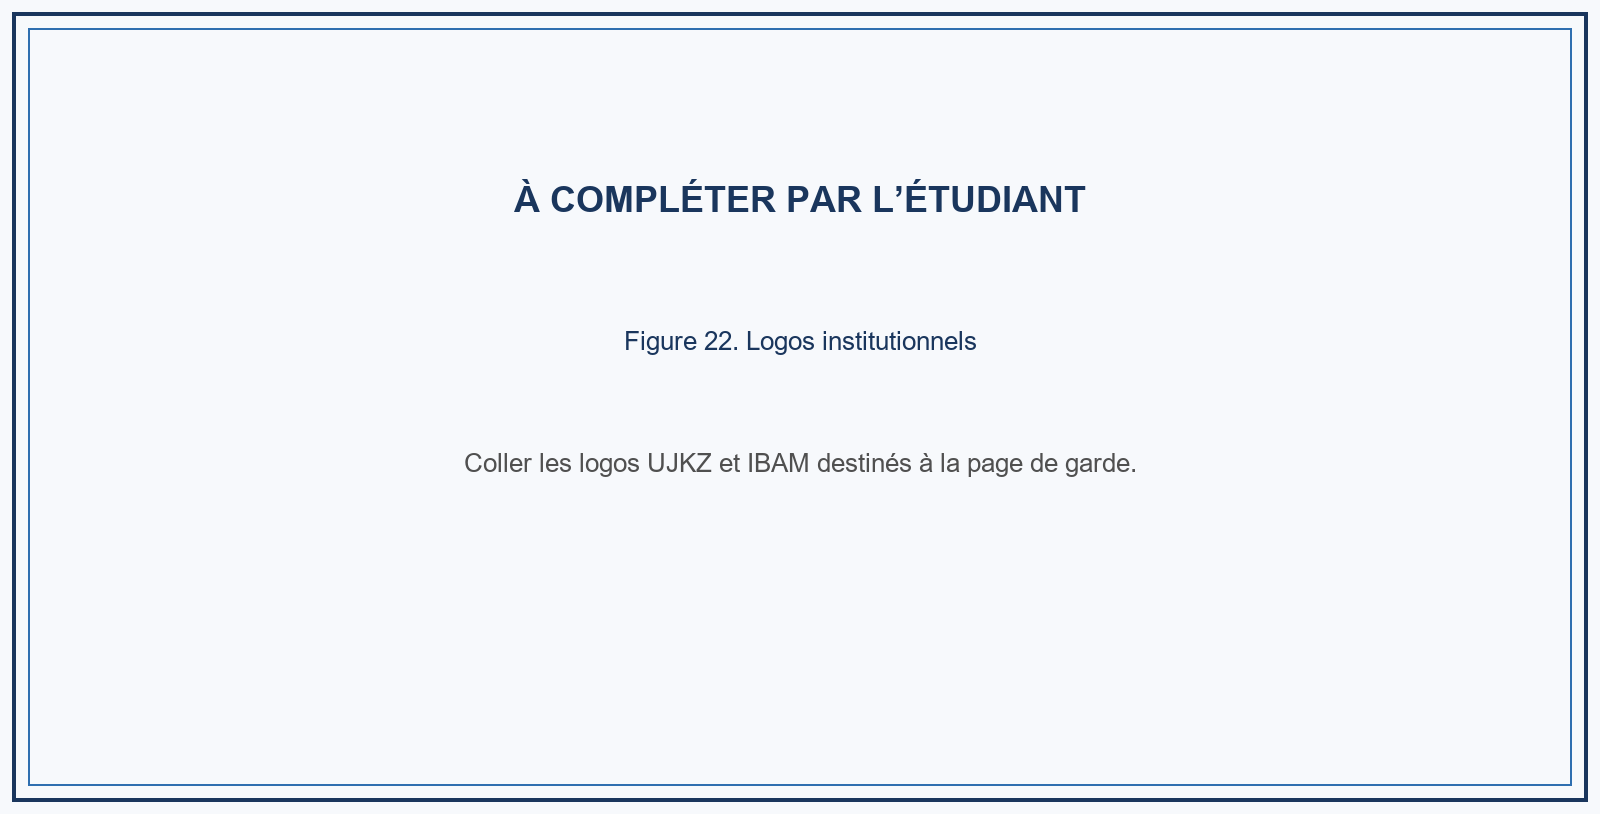 À COMPLÉTER PAR L’ÉTUDIANT
Figure 22. Logos institutionnels
Coller les logos UJKZ et IBAM destinés à la page de garde.